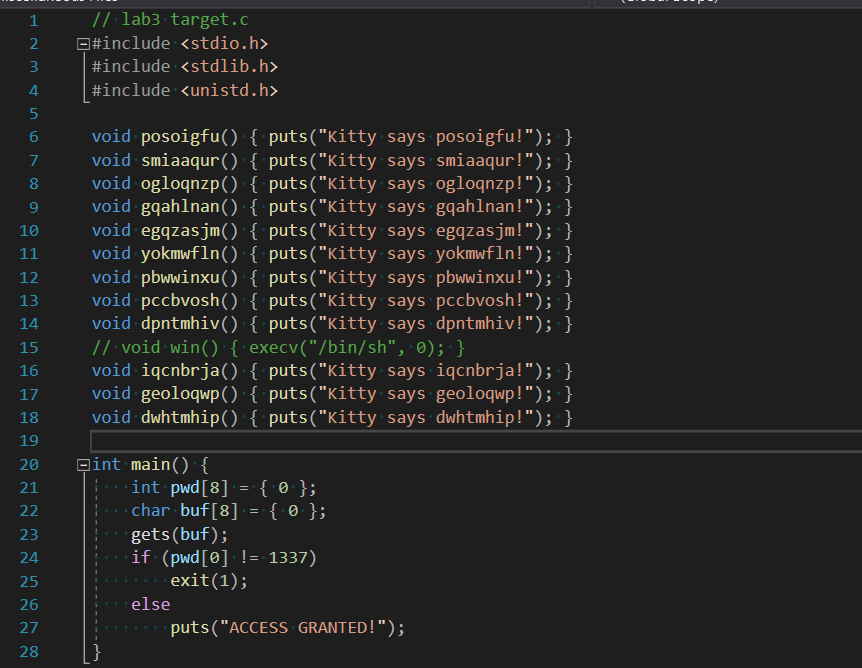 1 // lab3 target.c
2 #include <stdio.h>
3 #include <stdlib.h>
4 #include <unistd.h>
5
6 void posoigfu() { puts("Kitty says posoigfu!"); }
7 void smiaaqur() { puts("Kitty says smiaaqur!"); }
8 void ogloqnzp() { puts("Kitty says ogloqnzp!"); }
9 void gqahlnan() { puts("Kitty says gqahlnan!"); }
10 void egqzasjm() { puts("Kitty says egqzasjm!"); }
11 void yokmwfln() { puts("Kitty says yokmwfln!"); }
12 void pbwwinxu() { puts("Kitty says pbwwinxu!"); }
13 void pccbvosh() { puts("Kitty says pccbvosh!"); }
14 void dpntmhiv() { puts("Kitty says dpntmhiv!"); }
15 // void win() { execv("/bin/sh", 0); }
16 void iqcnbrja() { puts("Kitty says iqcnbrja!"); }
17 void geoloqwp() { puts("Kitty says geoloqwp!"); }
18 void dwhtmhip() { puts("Kitty says dwhtmhip!"); }
19
20 int main() {
21 int pwd[8] = { 0 };
22 char buf[8] = { 0 };
23 gets(buf);
24 if (pwd[0] != 1337)
25 exit(1);
26 else
27 puts("ACCESS GRANTED!");
28 }